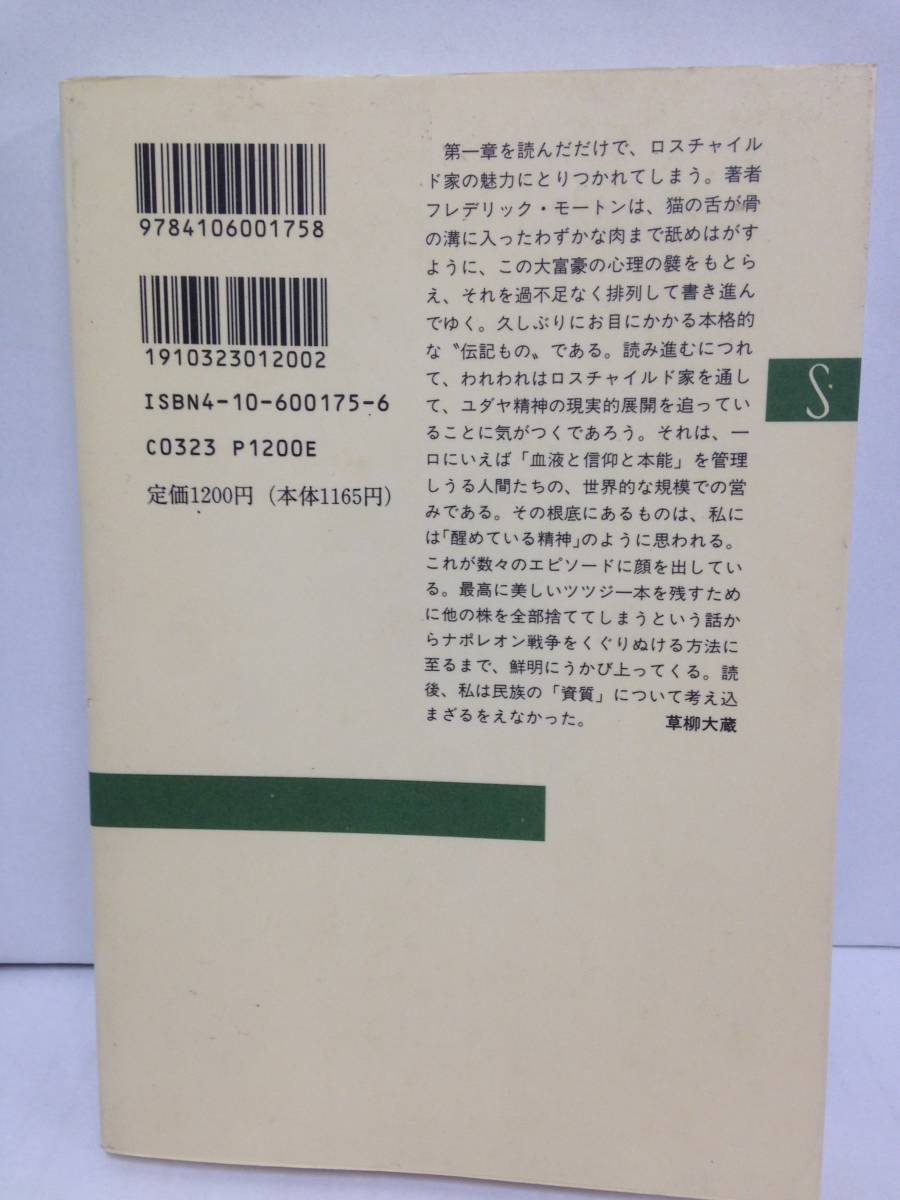 9784106001758
1910323012002
ISBN4-10-600175-6
C0323 P1200E
定価1200円（本体1165円）
第一章を読んだだけで、ロスチャイル
ド家の魅力にとりつかれてしまう。著者
フレデリック・モートンは、猫の舌が骨
の溝に入ったわずかな肉まで舐めはがす
ように、この大富豪の心理の襞をもとら
え、それを過不足なく排列して書き進ん
でゆく。久しぶりにお目にかかる本格的
な〝伝記もの〟である。読み進むにつれ
て、われわれはロスチャイルド家を通し
て、ユダヤ精神の現実的展開を追ってい
ることに気がつくであろう。それは、一
口にいえば「血液と信仰と本能」を管理
しうる人間たちの、世界的な規模での営
みである。その根底にあるものは、私に
は「醒めている精神」のように思われる。
これが数々のエピソードに顔を出してい
る。最高に美しいツツジ一本を残すため
に他の株を全部捨ててしまうという話か
らナポレオン戦争をくぐりぬける方法に
至るまで、鮮明にうかび上ってくる。読
後、私は民族の「資質」について考え込
まざるをえなかった。 草柳大蔵
S